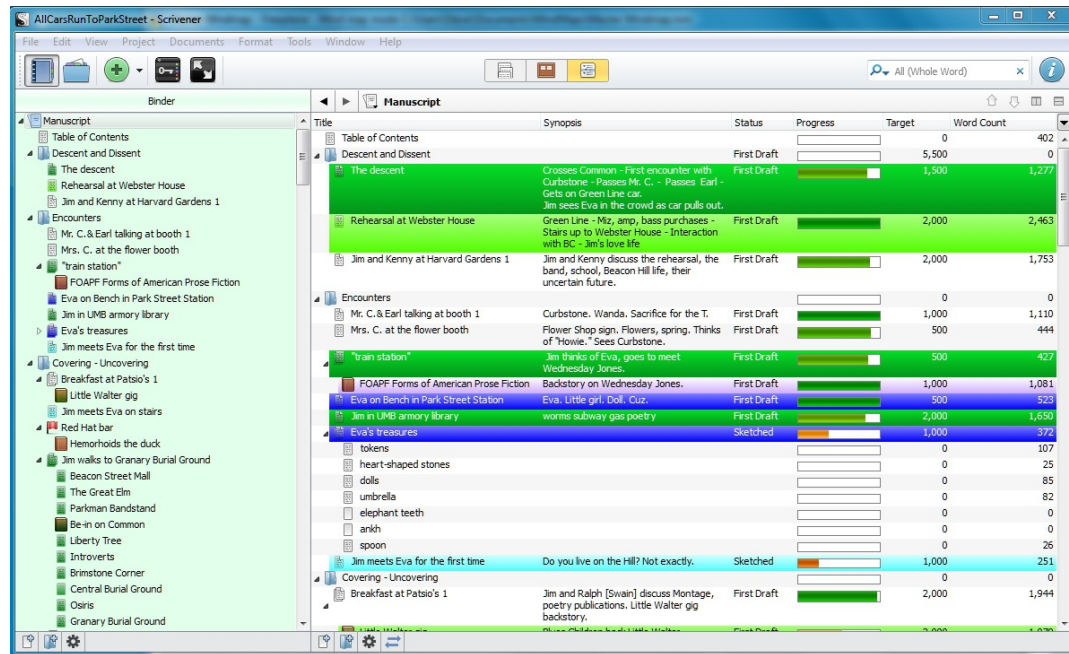 AllCarsRunToParkStreet - Scrivener
File Edit View Project Documents Format Tools Window Help
All (Whole Word)
Binder
Manuscript
Table of Contents
Descent and Dissent
The descent
Rehearsal at Webster House
Jim and Kenny at Harvard Gardens 1
Encounters
Mr. C.& Earl talking at booth 1
Mrs. C. at the flower booth
"train station"
FOAPF Forms of American Prose Fiction
Eva on Bench in Park Street Station
Jim in UMB armory library
Eva's treasures
Jim meets Eva for the first time
Covering - Uncovering
Breakfast at Patsio's 1
Little Walter gig
Jim meets Eva on stairs
Red Hat bar
Hemorhoids the duck
Jim walks to Granary Burial Ground
Beacon Street Mall
The Great Elm
Parkman Bandstand
Be-in on Common
Liberty Tree
Introverts
Brimstone Corner
Central Burial Ground
Osiris
Granary Burial Ground
Manuscript
Title Synopsis Status Progress Target Word Count
Table of Contents 0 402
Descent and Dissent First Draft 5,500 0
The descent Crosses Common - First encounter with First Draft 1,500 1,277
Curbstone - Passes Mr. C. - Passes Earl -
Gets on Green Line car.
Jim sees Eva in the crowd as car pulls out.
Rehearsal at Webster House Green Line - Miz, amp, bass purchases - First Draft 2,000 2,463
Stairs up to Webster House - Interaction
with BC - Jim's love life
Jim and Kenny at Harvard Gardens 1 Jim and Kenny discuss the rehearsal, the First Draft 2,000 1,753
band, school, Beacon Hill life, their
uncertain future.
Encounters 0 0
Mr. C.& Earl talking at booth 1 Curbstone. Wanda. Sacrifice for the T. First Draft 1,000 1,110
Mrs. C. at the flower booth Flower Shop sign. Flowers, spring. Thinks First Draft 500 444
of "Howie." Sees Curbstone.
"train station" Jim thinks of Eva, goes to meet First Draft 500 427
Wednesday Jones.
FOAPF Forms of American Prose Fiction Backstory on Wednesday Jones. First Draft 1,000 1,081
Eva on Bench in Park Street Station Eva. Little girl. Doll. Cuz. First Draft 500 523
Jim in UMB armory library worms subway gas poetry First Draft 2,000 1,650
Eva's treasures Sketched 1,000 372
tokens 0 107
heart-shaped stones 0 25
dolls 0 85
umbrella 0 82
elephant teeth 0 0
ankh 0 0
spoon 0 26
Jim meets Eva for the first time Do you live on the Hill? Not exactly. Sketched 1,000 251
Covering - Uncovering 0 0
Breakfast at Patsio's 1 Jim and Ralph [Swain] discuss Montage, First Draft 2,000 1,944
poetry publications. Little Walter gig
backstory.